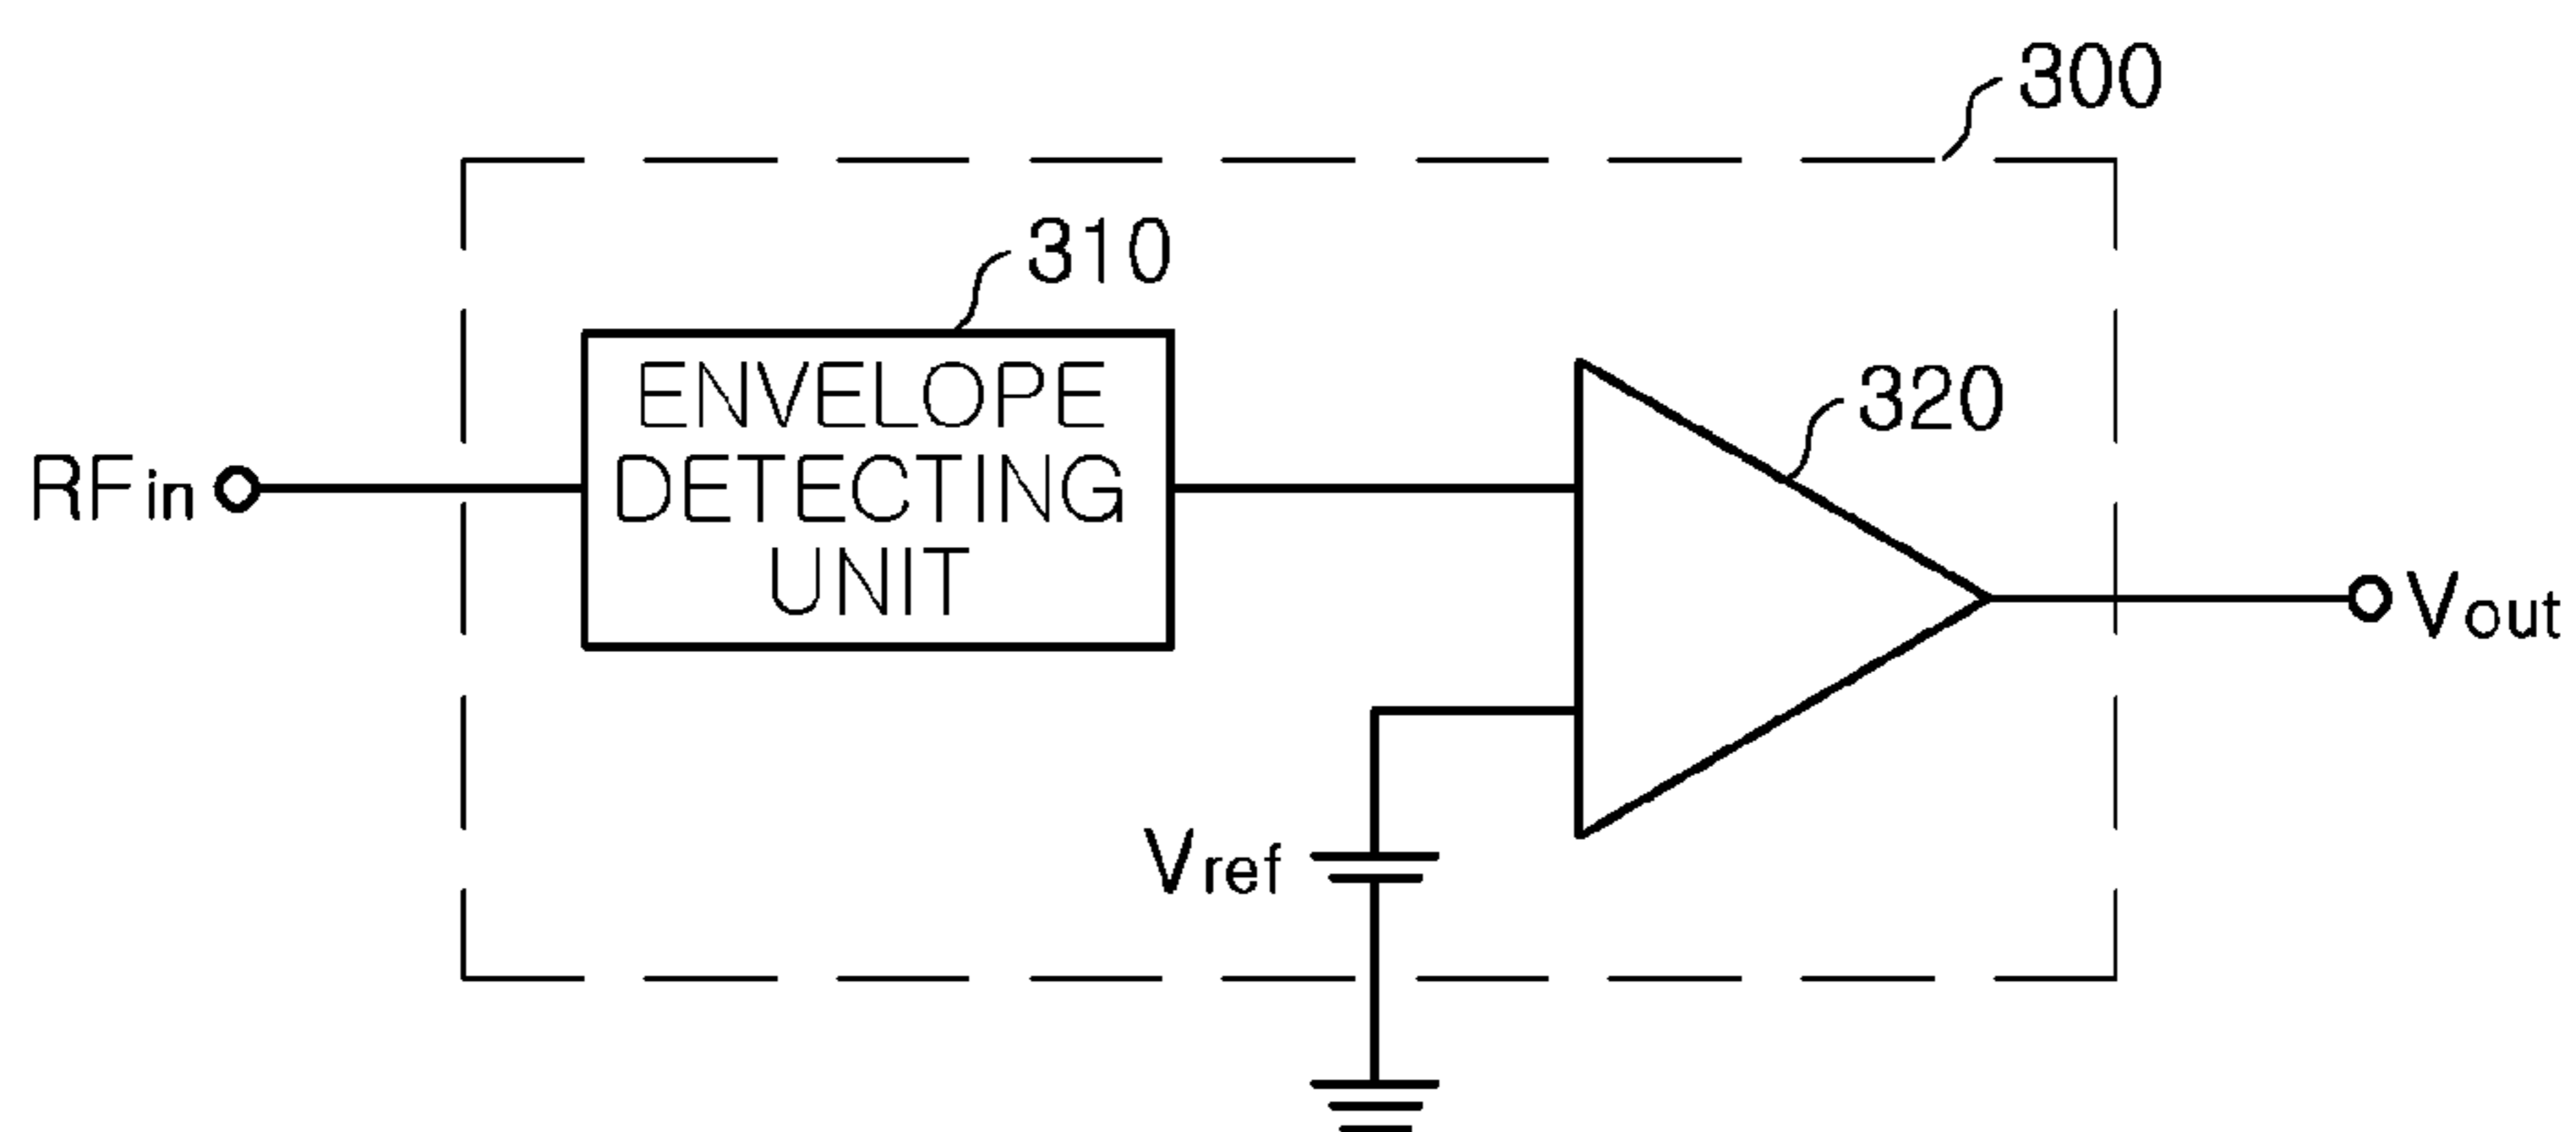 300
310
ENVELOPE
DETECTING
UNIT
320
RFin
Vout
Vref